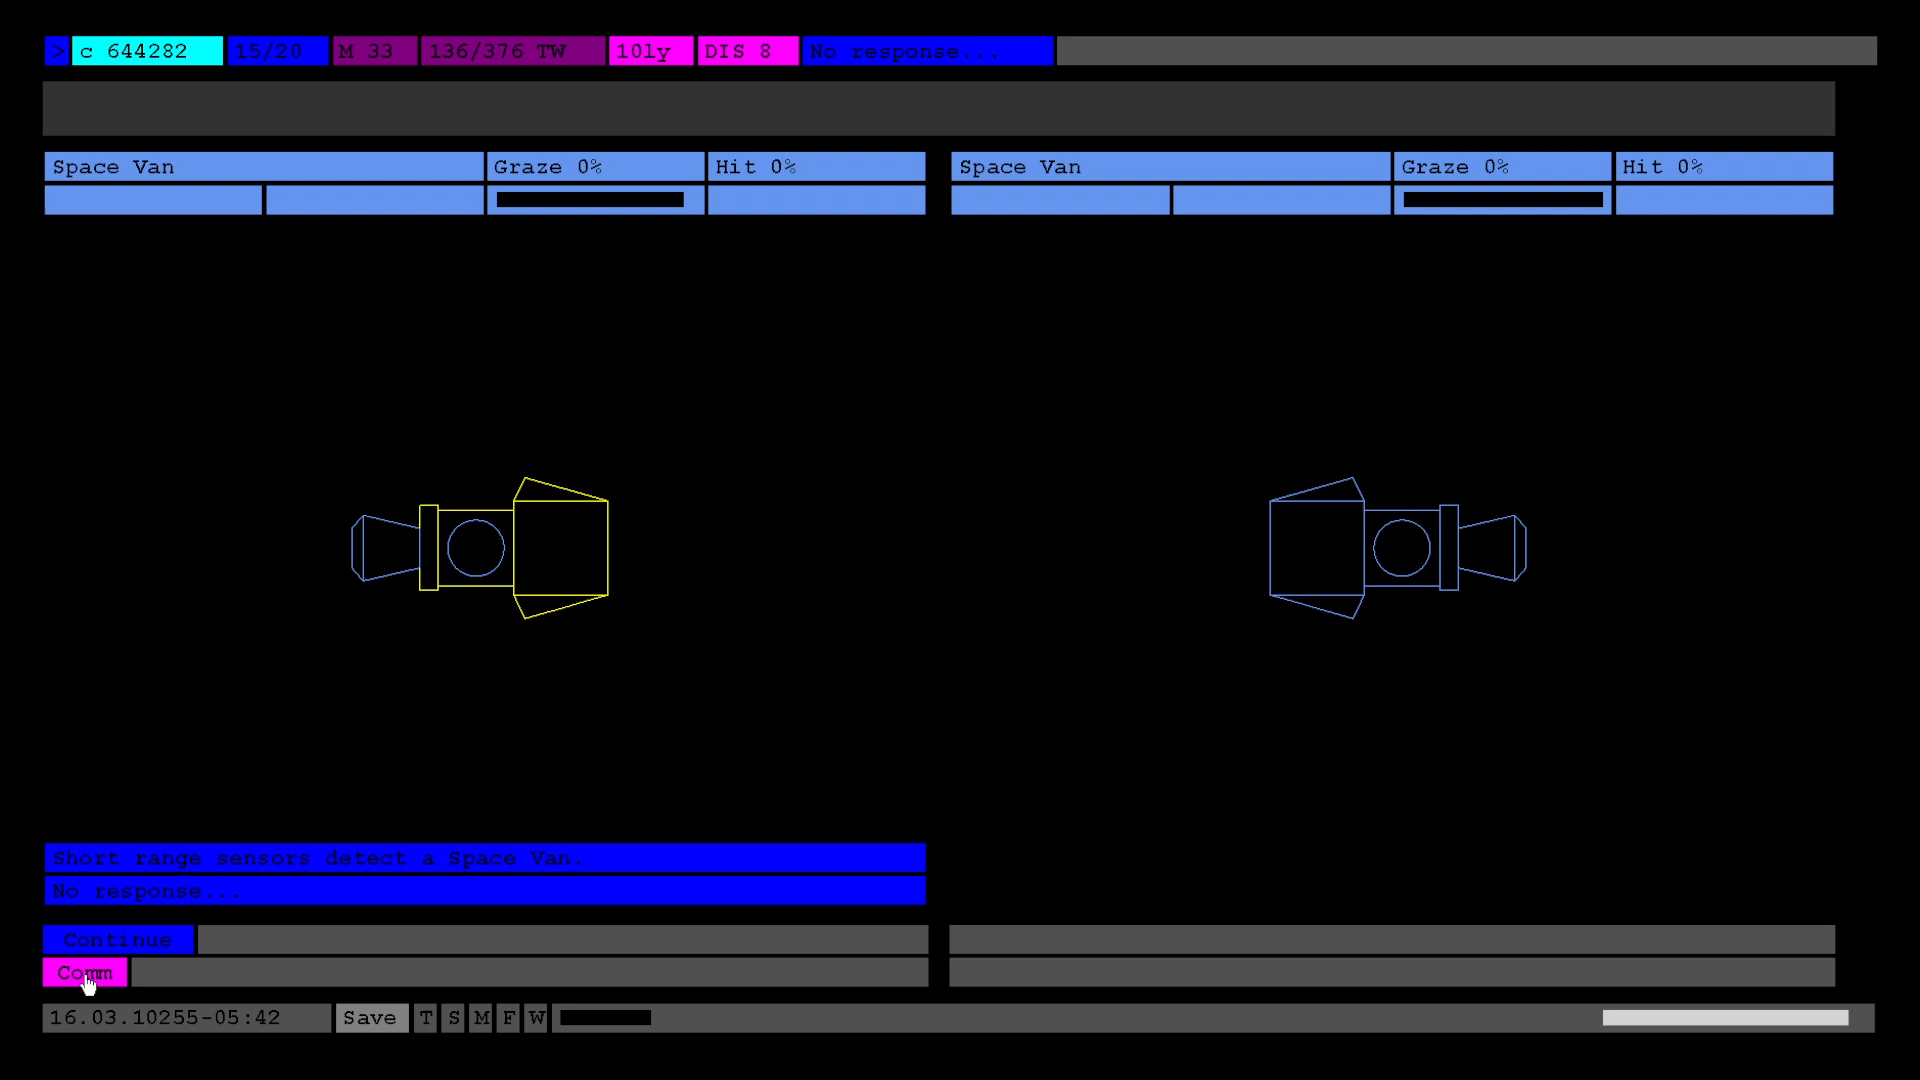 > c 644282 15/20 M 33 136/376 TW 10ly DIS 8 No response...
Space Van Graze 0% Hit 0% Space Van Graze 0% Hit 0%
Short range sensors detect a Space Van.
No response...
Continue
Comm
16.03.10255-05:42 Save T S M F W